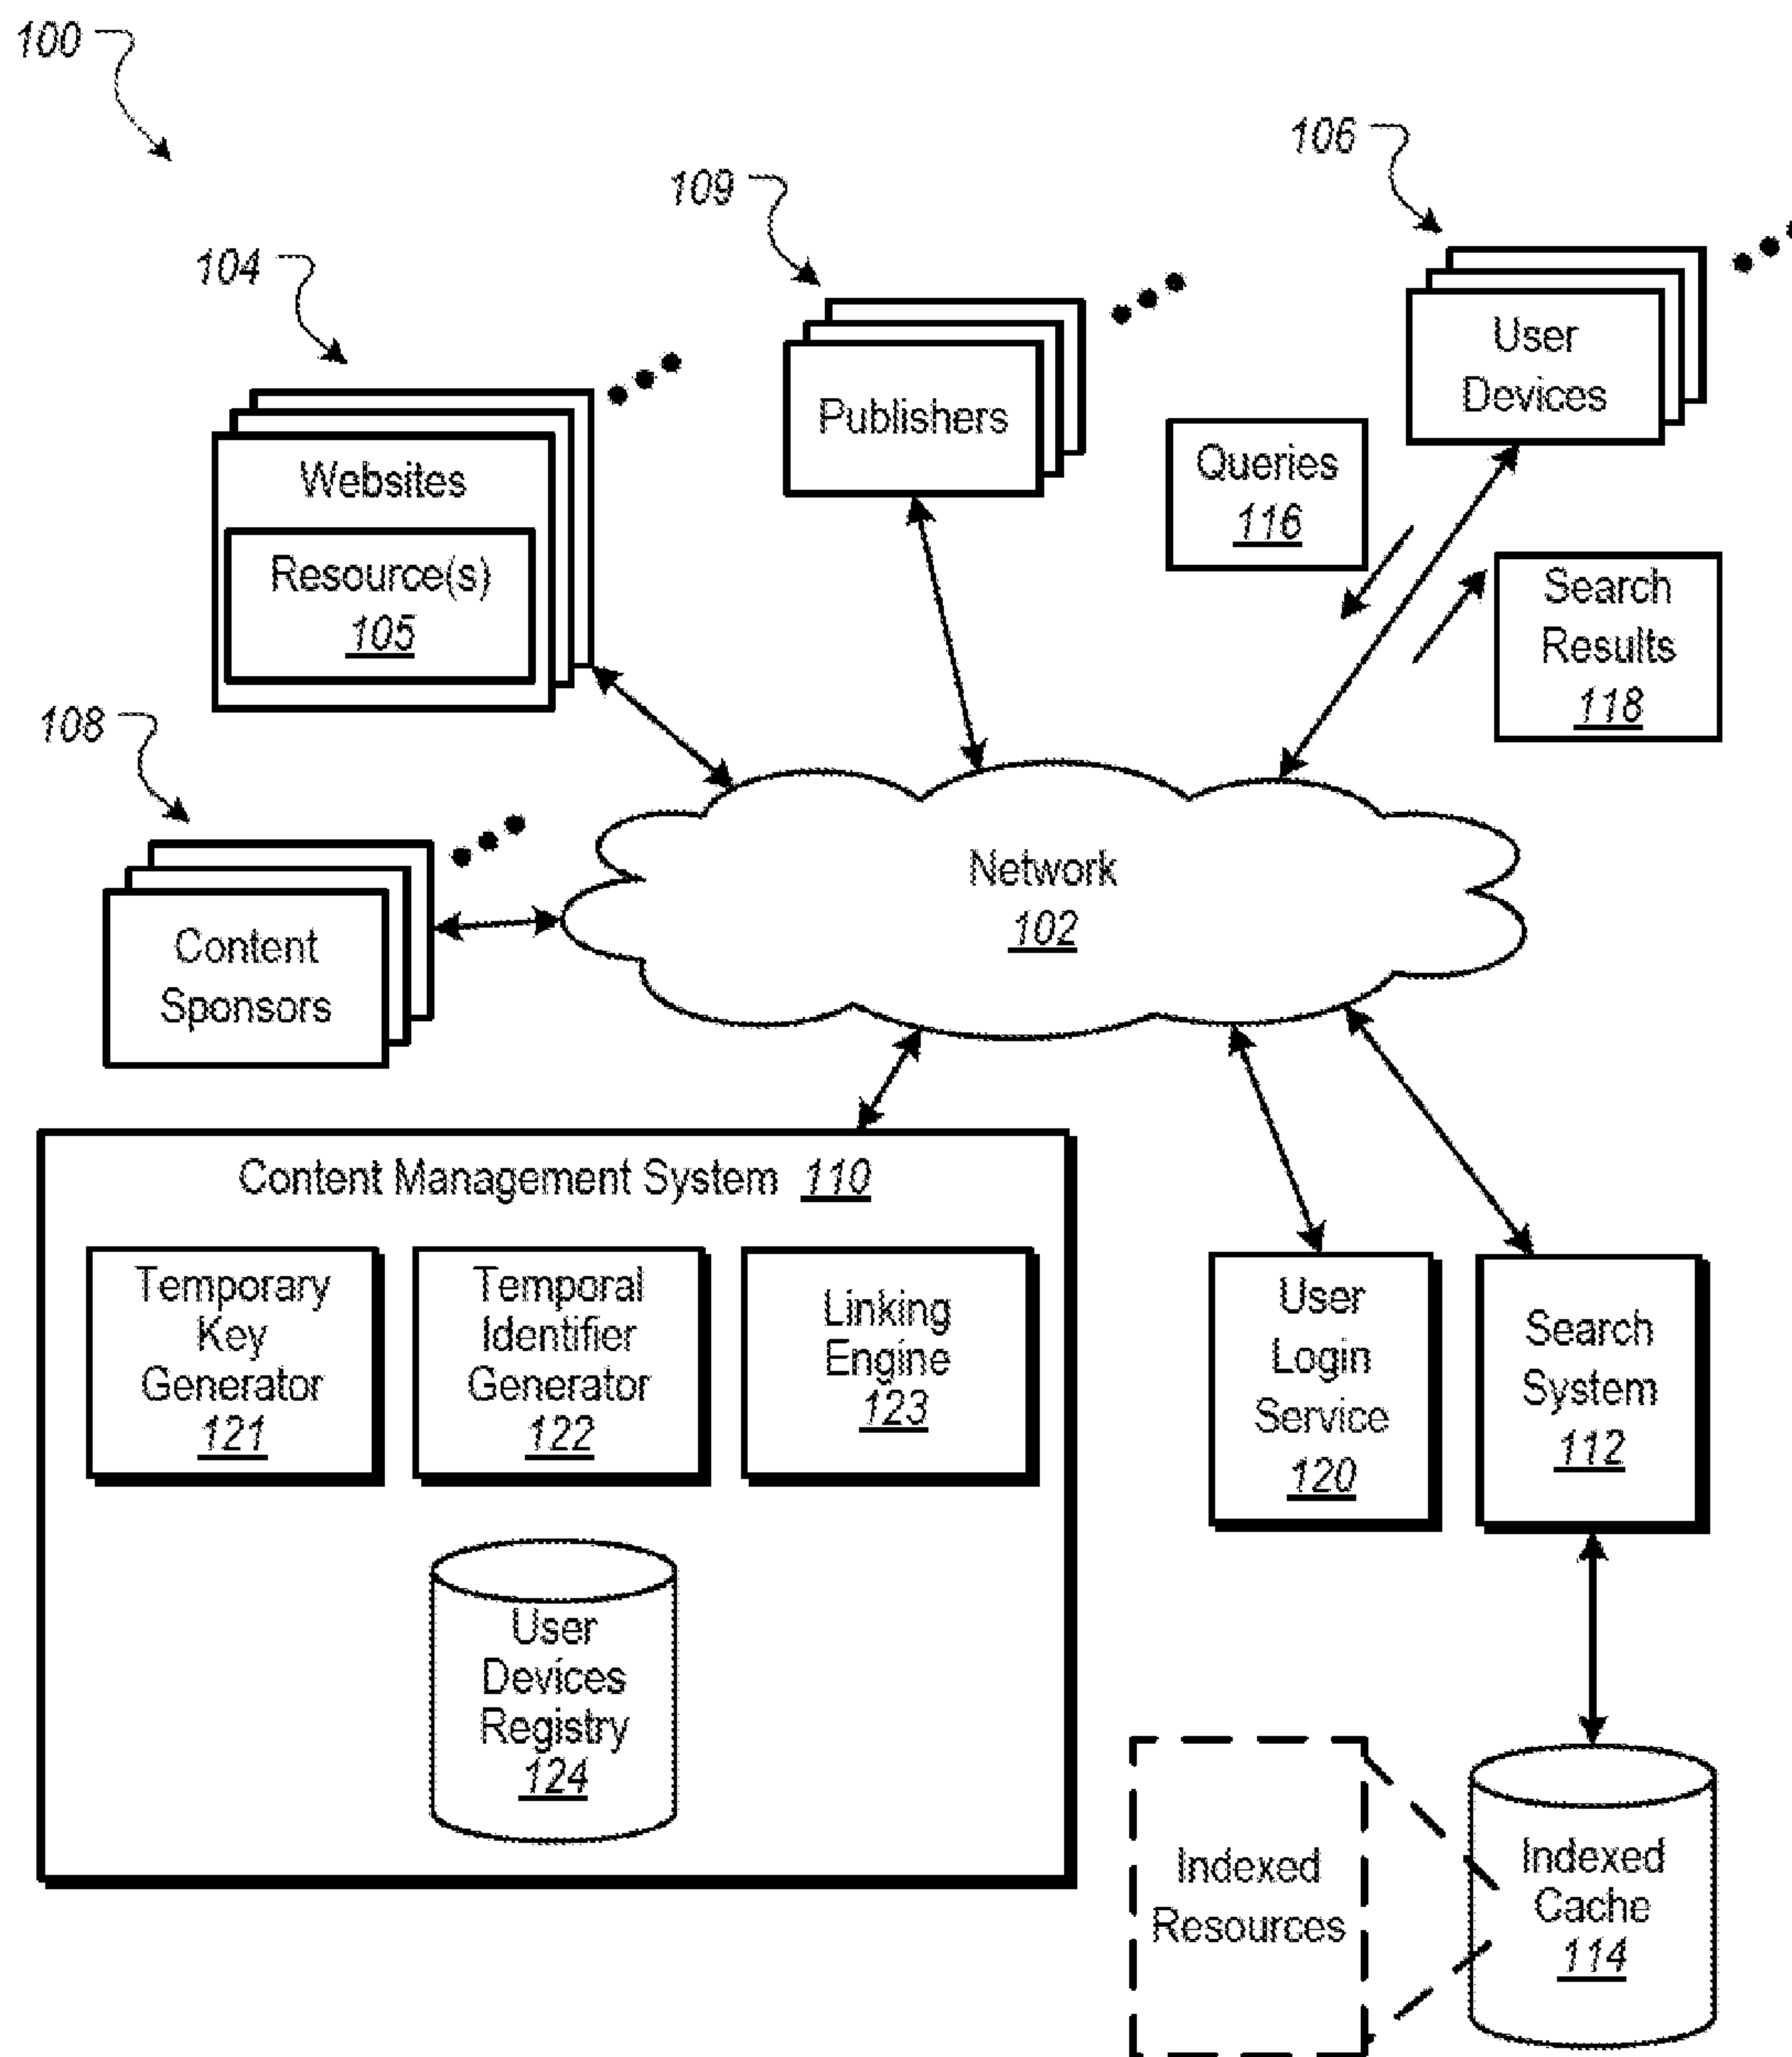 100
106
109
104
User
Devices
Publishers
Queries
116
Websites
Resource(s)
105
Search
Results
118
108
Network
102
Content
Sponsors
Content Management System 110
Temporary
Key
Generator
121
Temporal
Identifier
Generator
122
Linking
Engine
123
User
Login
Service
120
Search
System
112
User
Devices
Registry
124
Indexed
Resources
Indexed
Cache
114